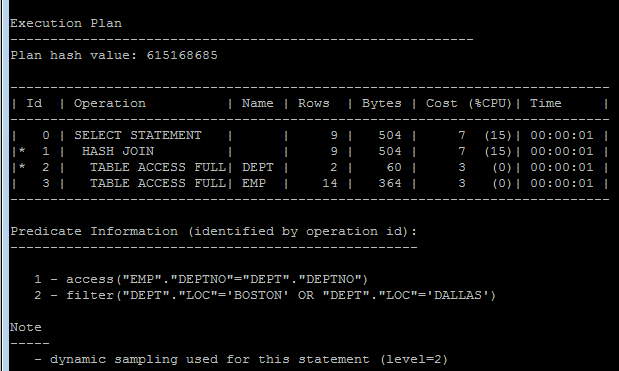 Execution Plan
----------------------------------------------------------
Plan hash value: 615168685

---------------------------------------------------------------------------
| Id  | Operation          | Name | Rows  | Bytes | Cost (%CPU)| Time     |
---------------------------------------------------------------------------
|   0 | SELECT STATEMENT   |      |     9 |   504 |     7  (15)| 00:00:01 |
|*  1 |  HASH JOIN         |      |     9 |   504 |     7  (15)| 00:00:01 |
|*  2 |   TABLE ACCESS FULL| DEPT |     2 |    60 |     3   (0)| 00:00:01 |
|   3 |   TABLE ACCESS FULL| EMP  |    14 |   364 |     3   (0)| 00:00:01 |
---------------------------------------------------------------------------

Predicate Information (identified by operation id):
---------------------------------------------------

   1 - access("EMP"."DEPTNO"="DEPT"."DEPTNO")
   2 - filter("DEPT"."LOC"='BOSTON' OR "DEPT"."LOC"='DALLAS')

Note
-----
   - dynamic sampling used for this statement (level=2)